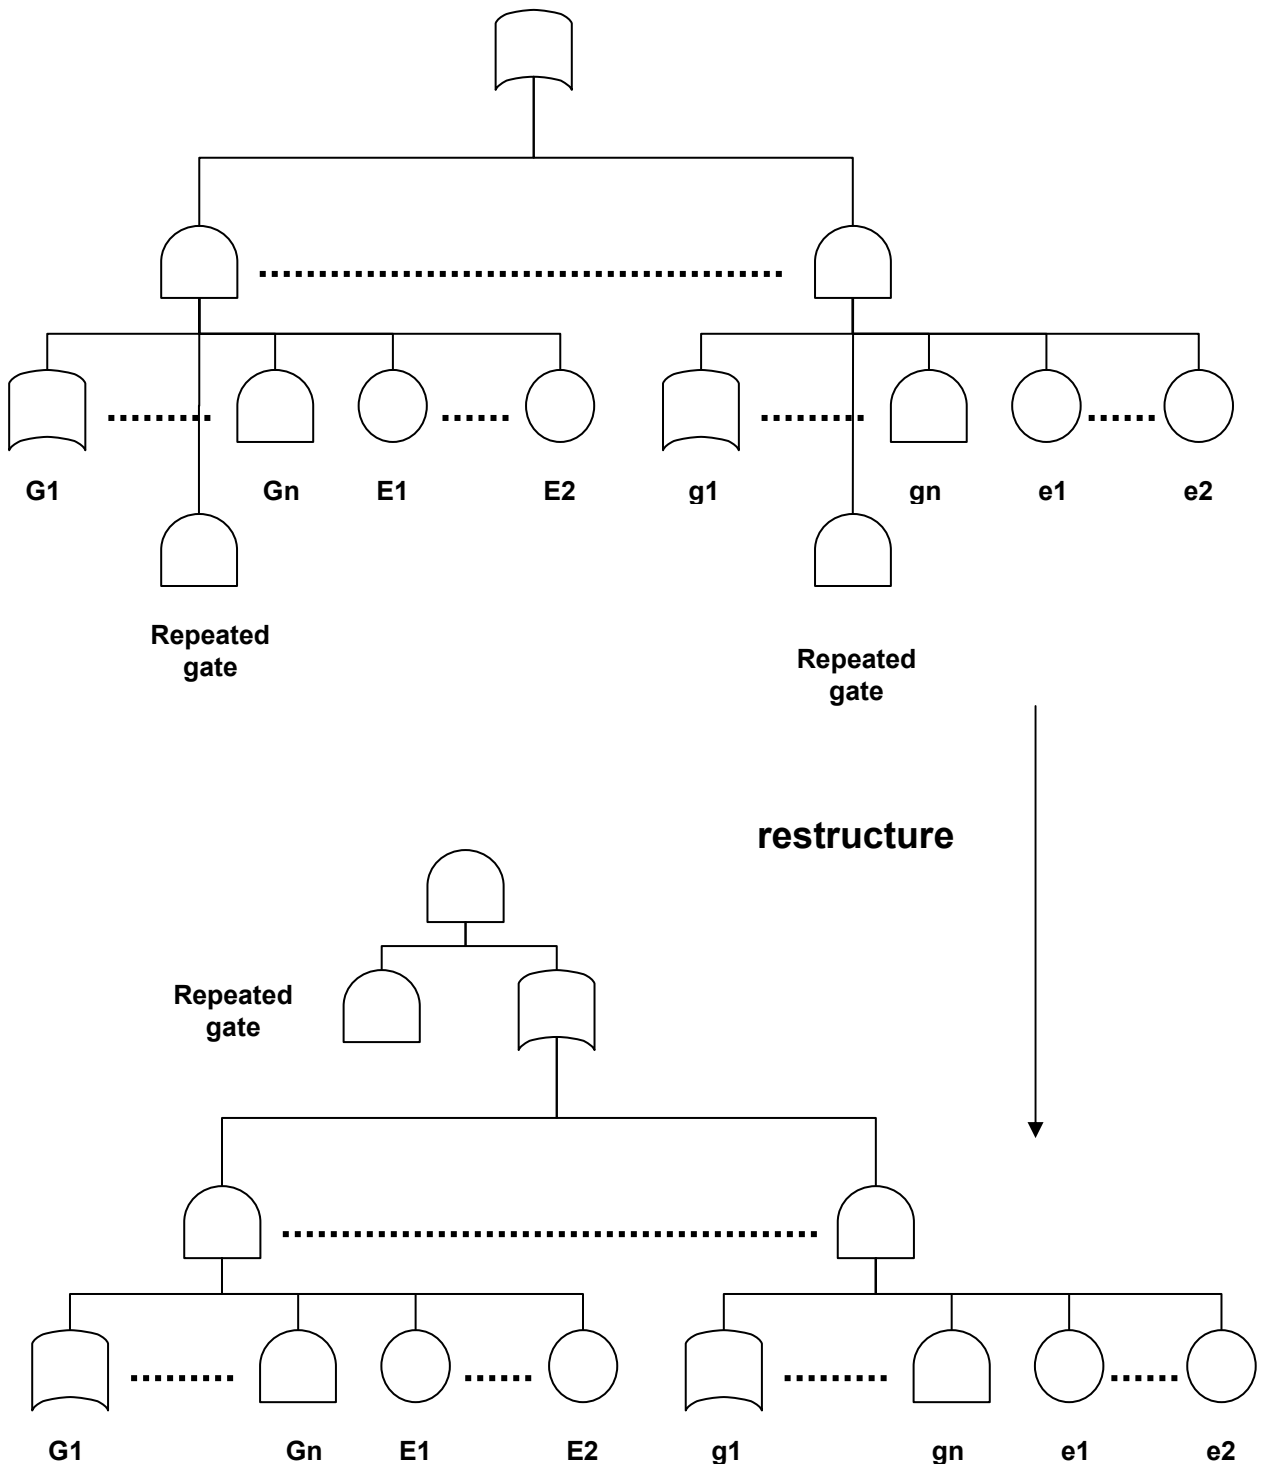 G1 Gn E1 E2 g1 gn e1 e2
Repeated
gate
Repeated
gate
restructure
Repeated
gate
G1 Gn E1 E2 g1 gn e1 e2